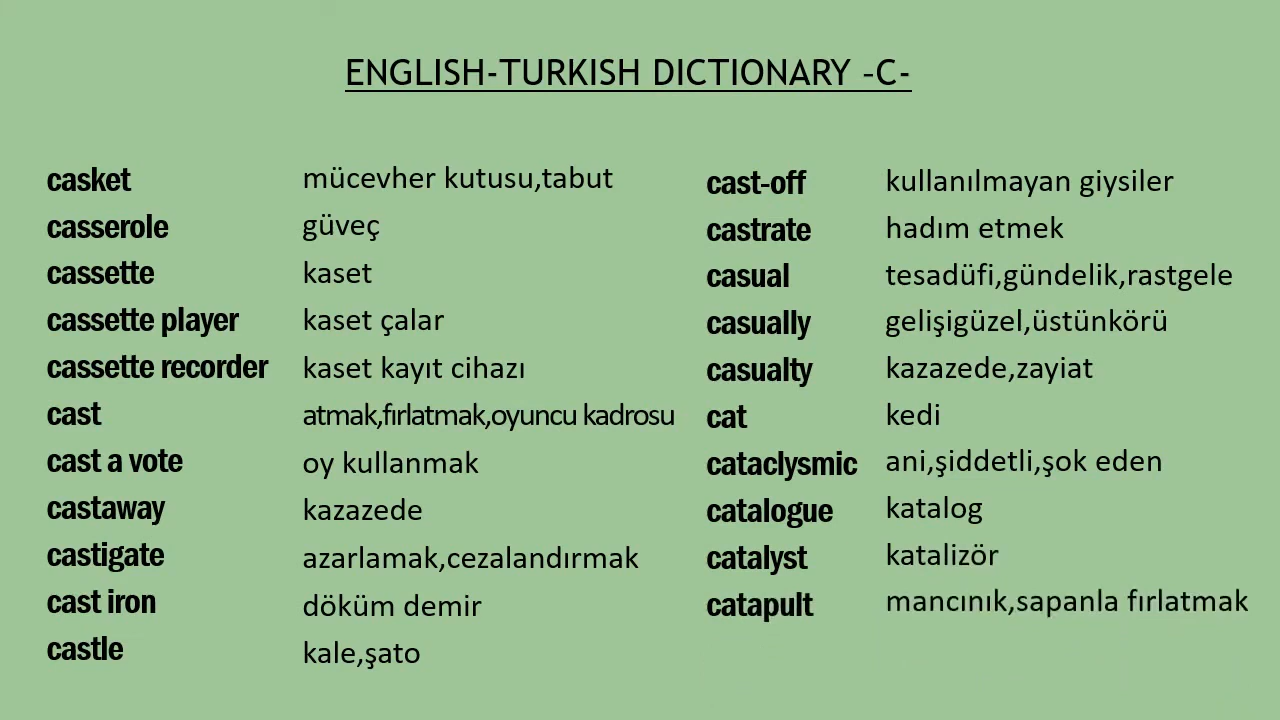 ENGLISH-TURKISH DICTIONARY –C-
casket mücevher kutusu,tabut
casserole güveç
cassette kaset
cassette player kaset çalar
cassette recorder kaset kayıt cihazı
cast atmak,fırlatmak,oyuncu kadrosu
cast a vote oy kullanmak
castaway kazazede
castigate azarlamak,cezalandırmak
cast iron döküm demir
castle kale,şato
cast-off kullanılmayan giysiler
castrate hadım etmek
casual tesadüfi,gündelik,rastgele
casually gelişigüzel,üstünkörü
casualty kazazede,zayiat
cat kedi
cataclysmic ani,şiddetli,şok eden
catalogue katalog
catalyst katalizör
catapult mancınık,sapanla fırlatmak